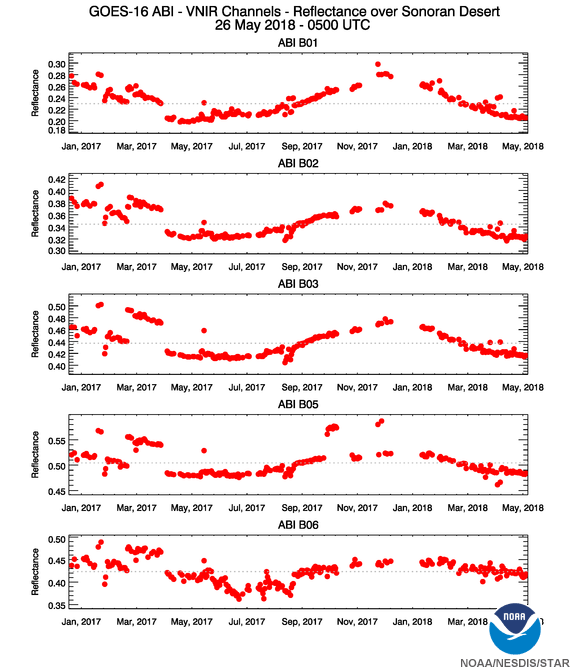 GOES-16 ABI - VNIR Channels - Reflectance over Sonoran Desert
26 May 2018 - 0500 UTC
ABI B01
Reflectance
0.30
0.28
0.26
0.24
0.22
0.20
0.18
Jan, 2017 Mar, 2017 May, 2017 Jul, 2017 Sep, 2017 Nov, 2017 Jan, 2018 Mar, 2018 May, 2018
ABI B02
Reflectance
0.42
0.40
0.38
0.36
0.34
0.32
0.30
Jan, 2017 Mar, 2017 May, 2017 Jul, 2017 Sep, 2017 Nov, 2017 Jan, 2018 Mar, 2018 May, 2018
ABI B03
Reflectance
0.50
0.48
0.46
0.44
0.42
0.40
Jan, 2017 Mar, 2017 May, 2017 Jul, 2017 Sep, 2017 Nov, 2017 Jan, 2018 Mar, 2018 May, 2018
ABI B05
Reflectance
0.55
0.50
0.45
Jan, 2017 Mar, 2017 May, 2017 Jul, 2017 Sep, 2017 Nov, 2017 Jan, 2018 Mar, 2018 May, 2018
ABI B06
Reflectance
0.50
0.45
0.40
0.35
Jan, 2017 Mar, 2017 May, 2017 Jul, 2017 Sep, 2017 Nov, 2017 Jan, 2018 Mar, 2018
NOAA
NOAA/NESDIS/STAR